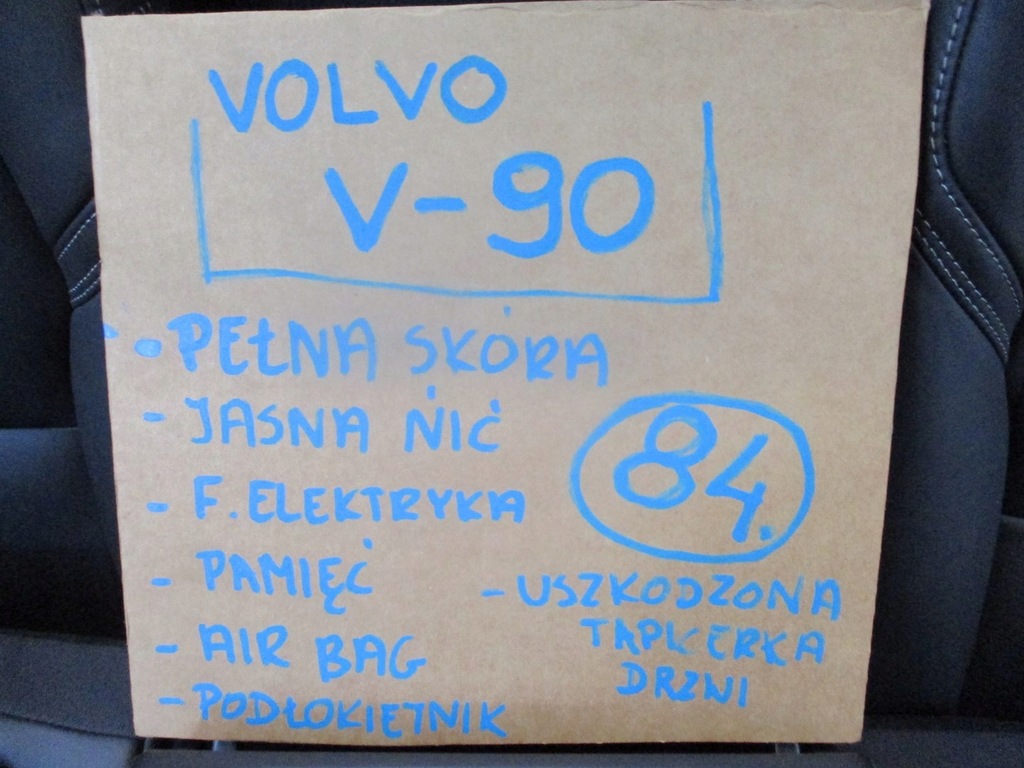 VOLVO
V-90
- PEŁNA SKÓRA
- JASNA NIĆ
- F. ELEKTRYKA
- PAMIĘĆ
- AIR BAG
- PODŁOKIETNIK
84.
- USZKODZONA
TAPICERKA
DRZWI